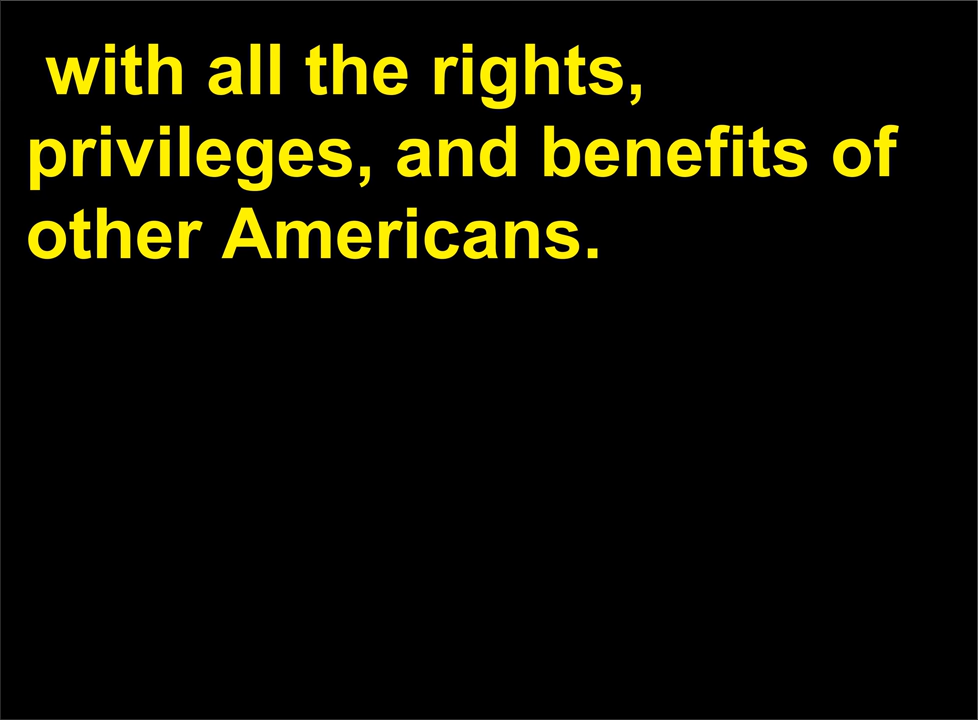 with all the rights,
privileges, and benefits of
other Americans.